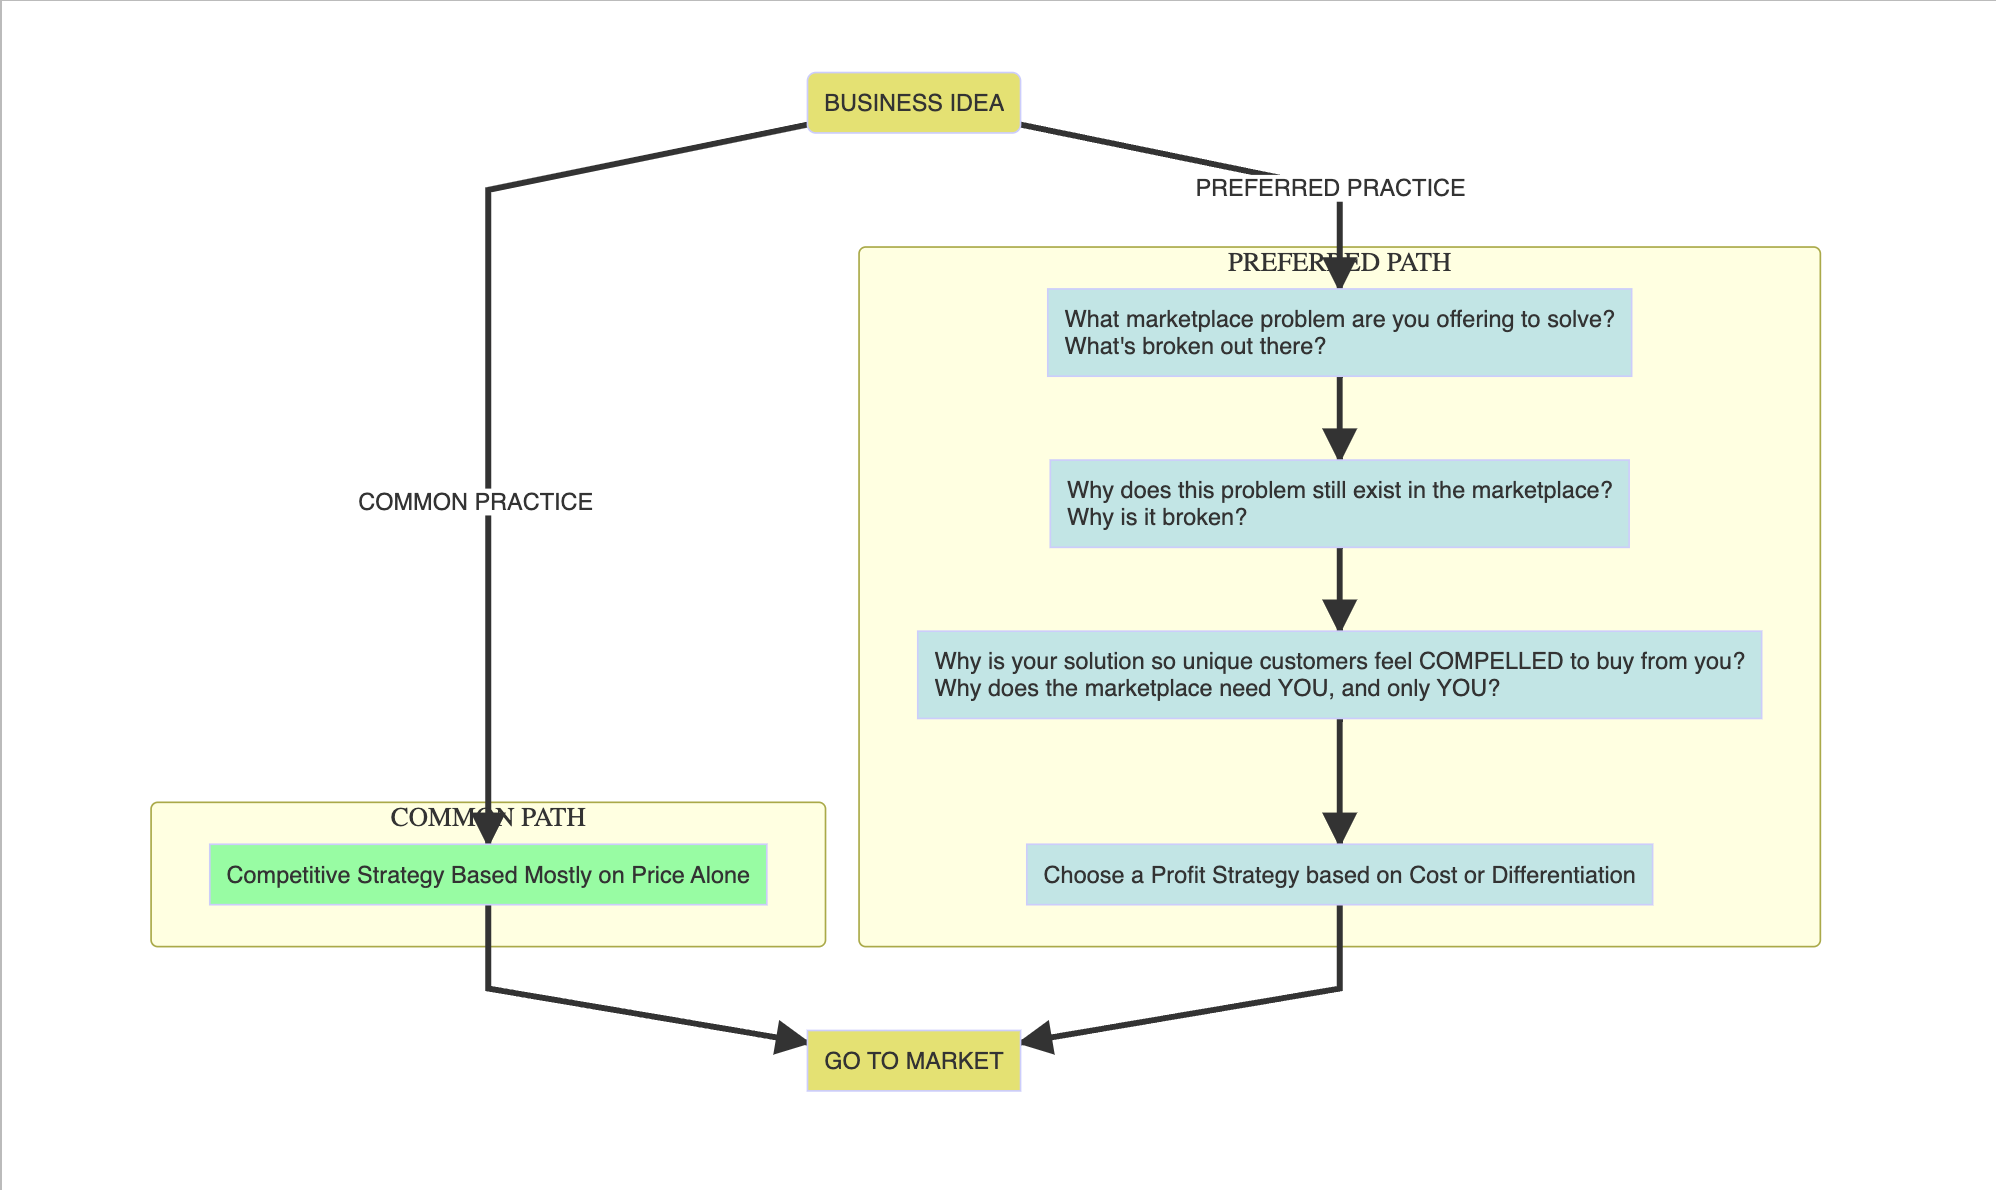 BUSINESS IDEA
PREFERRED PRACTICE
PREFERRED PATH
What marketplace problem are you offering to solve?
What's broken out there?
COMMON PRACTICE
Why does this problem still exist in the marketplace?
Why is it broken?
Why is your solution so unique customers feel COMPELLED to buy from you?
Why does the marketplace need YOU, and only YOU?
COMMON PATH
Competitive Strategy Based Mostly on Price Alone
Choose a Profit Strategy based on Cost or Differentiation
GO TO MARKET